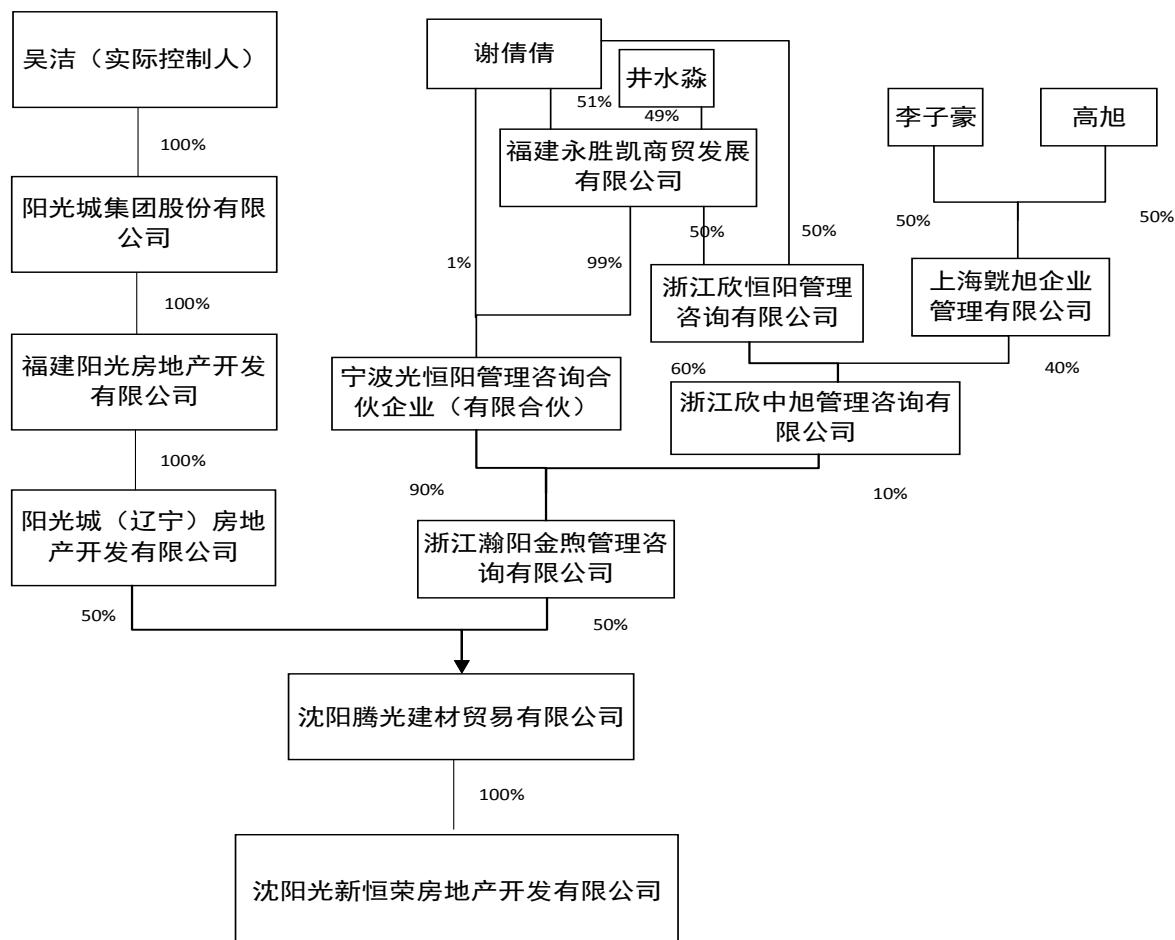 吴洁（实际控制人）
谢倩倩
井水淼
李子豪
高旭
51%
49%
100%
福建永胜凯商贸发展
有限公司
阳光城集团股份有限
公司
50%
50%
50%
50%
1%
99%
浙江欣恒阳管理
咨询有限公司
上海戣旭企业
管理有限公司
100%
福建阳光房地产开发
有限公司
宁波光恒阳管理咨询合
伙企业（有限合伙）
60%
40%
浙江欣中旭管理咨询有
限公司
100%
90%
10%
阳光城（辽宁）房地
产开发有限公司
浙江瀚阳金煦管理咨
询有限公司
50%
50%
沈阳腾光建材贸易有限公司
100%
沈阳光新恒荣房地产开发有限公司